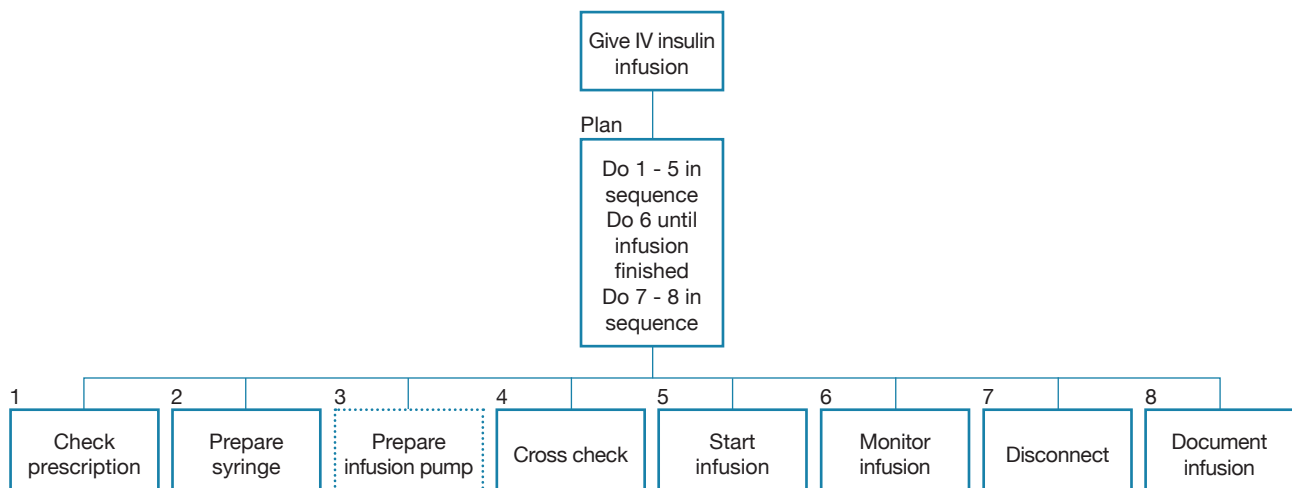 Give IV insulin
infusion
Plan
Do 1 - 5 in
sequence
Do 6 until
infusion
finished
Do 7 - 8 in
sequence
1
Check
prescription
2
Prepare
syringe
3
Prepare
infusion pump
4
Cross check
5
Start
infusion
6
Monitor
infusion
7
Disconnect
8
Document
infusion